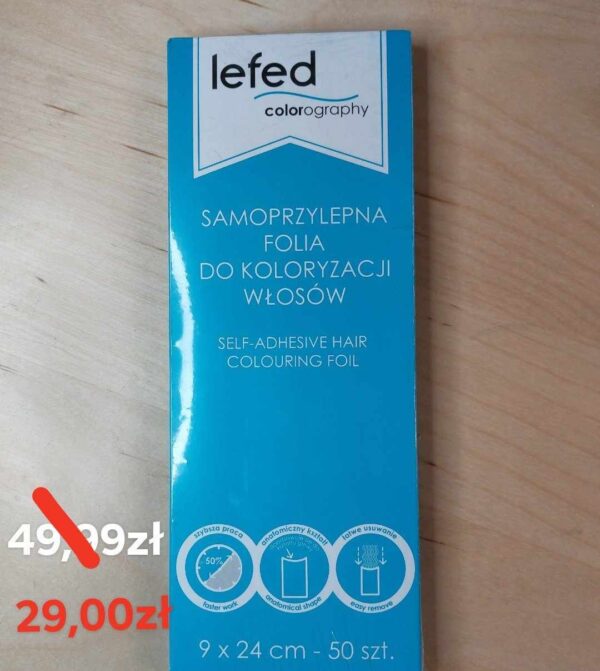 lefed
colorography
SAMOPRZYLEPNA
FOLIA
DO KOLORYZACJI
WŁOSÓW
SELF-ADHESIVE HAIR
COLOURING FOIL
49,99zł
29,00zł
szybsza praca
50%
faster work
anatomiczny kształt
anatomical shape
łatwe usuwanie
easy remove
9 x 24 cm - 50 szt.